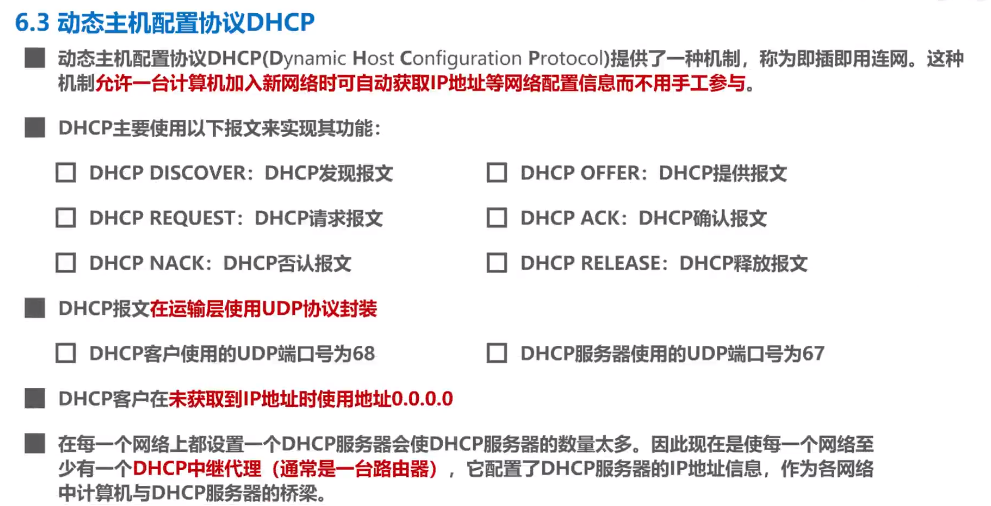 6.3 动态主机配置协议DHCP
动态主机配置协议DHCP(Dynamic Host Configuration Protocol)提供了一种机制，称为即插即用连网。这种
机制允许一台计算机加入新网络时可自动获取IP地址等网络配置信息而不用手工参与。
DHCP主要使用以下报文来实现其功能：
DHCP DISCOVER：DHCP发现报文
DHCP OFFER：DHCP提供报文
DHCP REQUEST：DHCP请求报文
DHCP ACK：DHCP确认报文
DHCP NACK：DHCP否认报文
DHCP RELEASE：DHCP释放报文
DHCP报文在运输层使用UDP协议封装
DHCP客户使用的UDP端口号为68
DHCP服务器使用的UDP端口号为67
DHCP客户在未获取到IP地址时使用地址0.0.0.0
在每一个网络上都设置一个DHCP服务器会使DHCP服务器的数量太多。因此现在是使每一个网络至
少有一个DHCP中继代理（通常是一台路由器），它配置了DHCP服务器的IP地址信息，作为各网络
中计算机与DHCP服务器的桥梁。